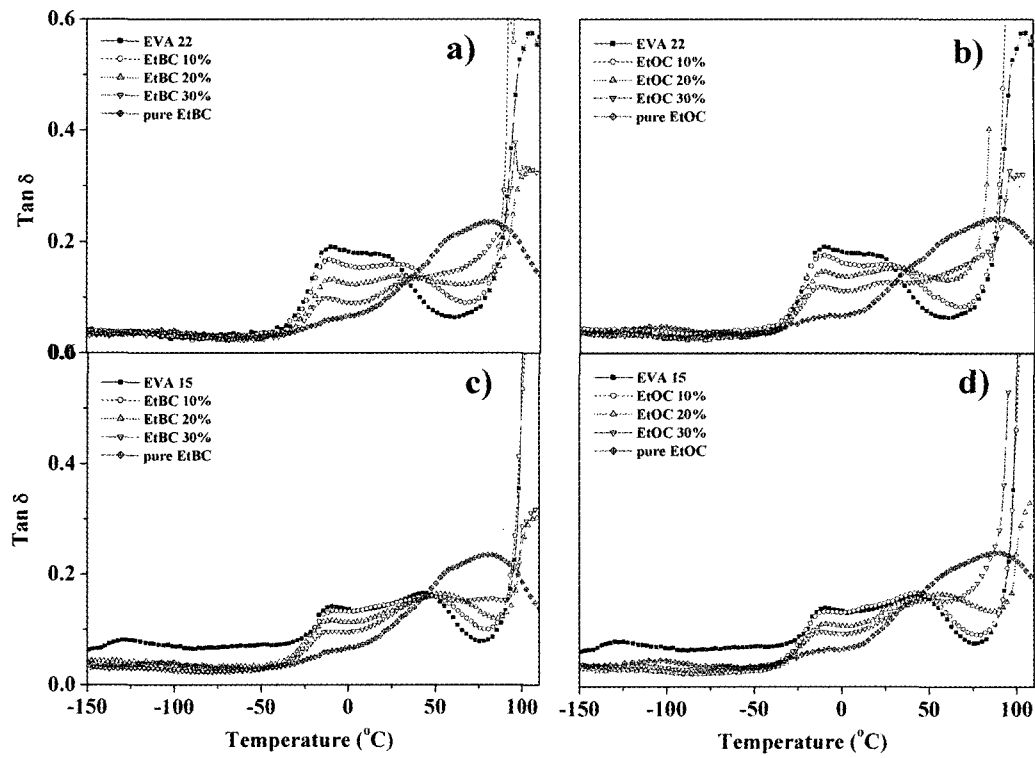 0.6
0.4
0.2
0.6
0.4
0.2
0.0
Tan δ
Tan δ
a)
EVA 22
EtBC 10%
EtBC 20%
EtBC 30%
pure EtBC
b)
EVA 22
EtOC 10%
EtOC 20%
EtOC 30%
pure EtOC
c)
EVA 15
EtBC 10%
EtBC 20%
EtBC 30%
pure EtBC
d)
EVA 15
EtOC 10%
EtOC 20%
EtOC 30%
pure EtOC
-150 -100 -50 0 50 100
-150 -100 -50 0 50 100
Temperature (°C)
Temperature (°C)